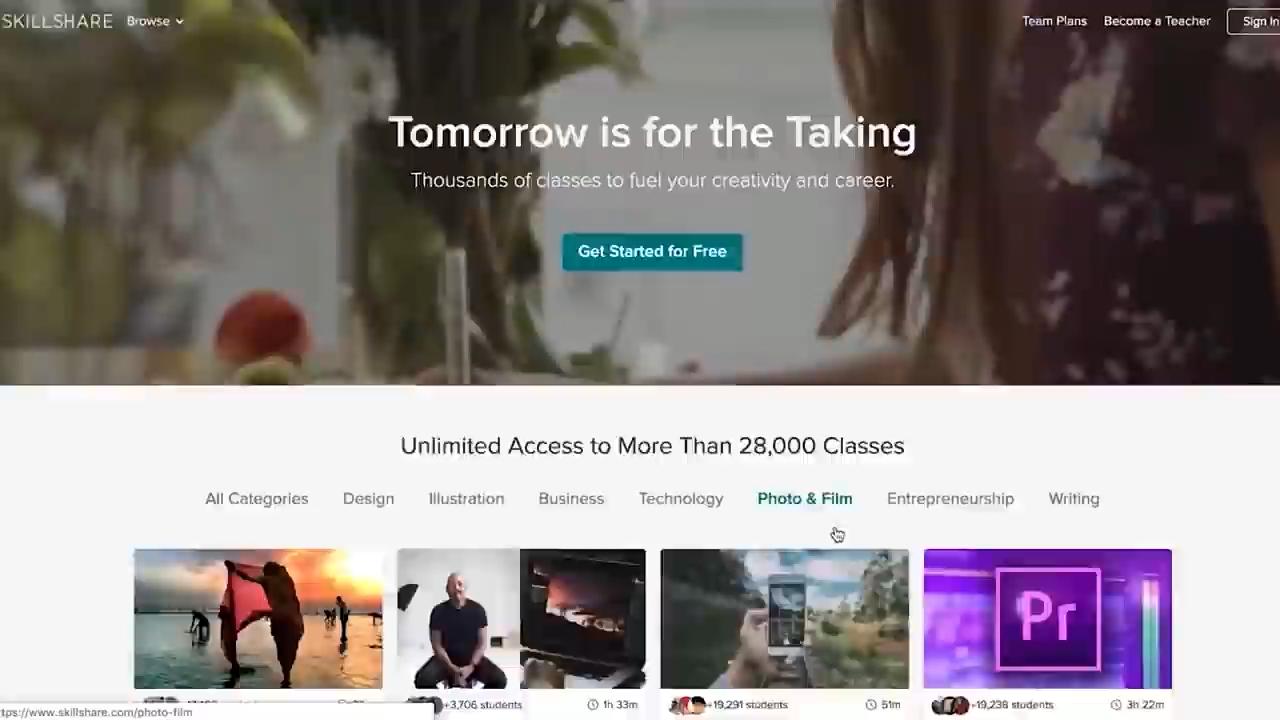 SKILLSHARE Browse Team Plans Become a Teacher Sign In
Tomorrow is for the Taking
Thousands of classes to fuel your creativity and career.
Get Started for Free
Unlimited Access to More Than 28,000 Classes
All Categories Design Illustration Business Technology Photo & Film Entrepreneurship Writing
Pr
+3,706 students 1h 33m +19,291 students 51m +19,238 students 3h 22m
tps://www.skillshare.com/photo-film